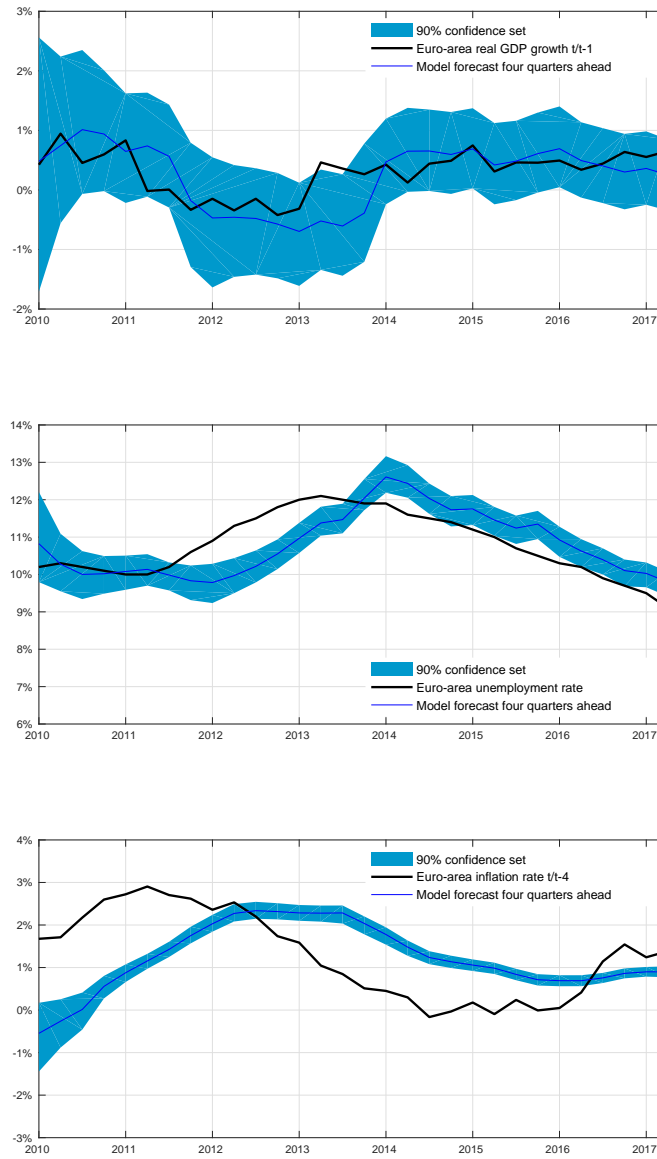 3%
2%
1%
0%
-1%
-2%
90% confidence set
Euro-area real GDP growth t/t-1
Model forecast four quarters ahead
2010 2011 2012 2013 2014 2015 2016 2017
14%
13%
12%
11%
10%
9%
8%
7%
6%
90% confidence set
Euro-area unemployment rate
Model forecast four quarters ahead
2010 2011 2012 2013 2014 2015 2016 2017
4%
3%
2%
1%
0%
-1%
-2%
-3%
90% confidence set
Euro-area inflation rate t/t-4
Model forecast four quarters ahead
2010 2011 2012 2013 2014 2015 2016 2017